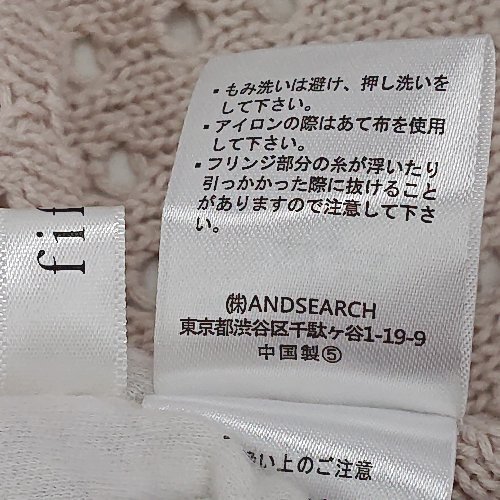 ・もみ洗いは避け、押し洗いを
して下さい。
・アイロンの際はあて布を使用
して下さい。
・フリンジ部分の糸が浮いたり
引っかかった際に抜けること
がありますので注意して下さ
い。
㈱ANDSEARCH
東京都渋谷区千駄ヶ谷1-19-9
中国製⑤
い上のご注意